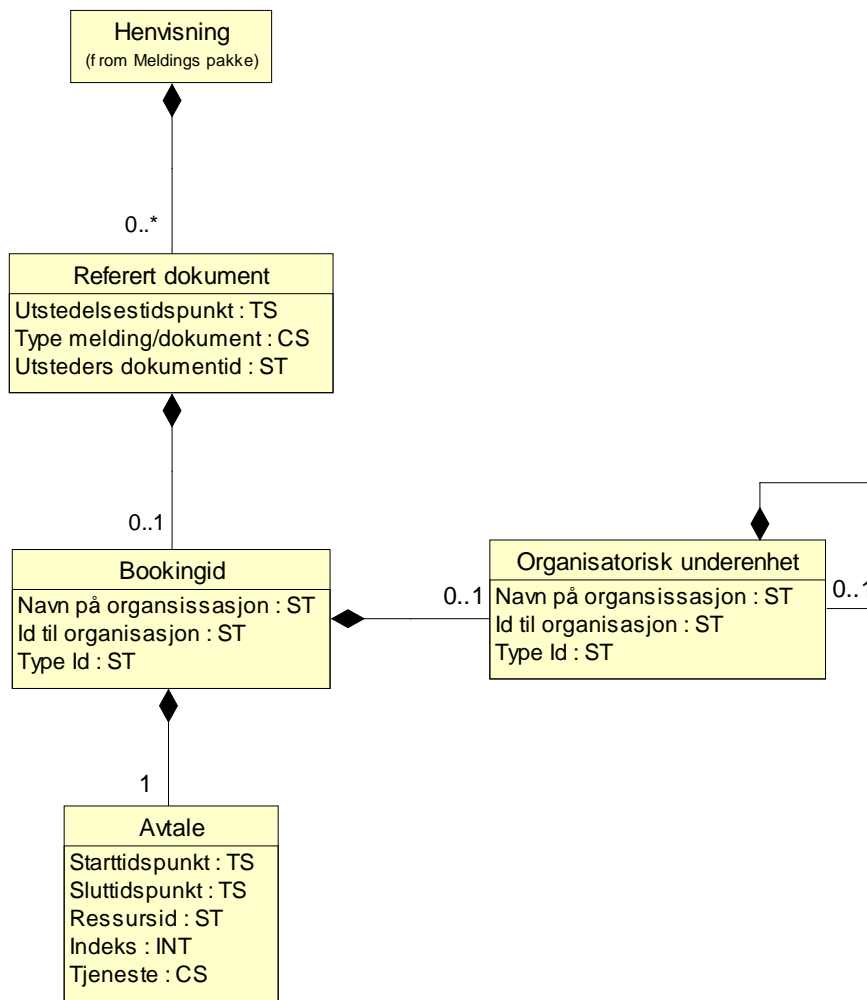 Henvisning
(from Meldings pakke)
0..*
Referert dokument
Utstedelsestidspunkt : TS
Type melding/dokument : CS
Utsteders dokumentid : ST
0..1
Bookingid
Navn på organsissasjon : ST
Id til organisasjon : ST
Type Id : ST
0..1
Organisatorisk underenhet
Navn på organsissasjon : ST
Id til organisasjon : ST
Type Id : ST
0..1
1
Avtale
Starttidspunkt : TS
Sluttidspunkt : TS
Ressursid : ST
Indeks : INT
Tjeneste : CS